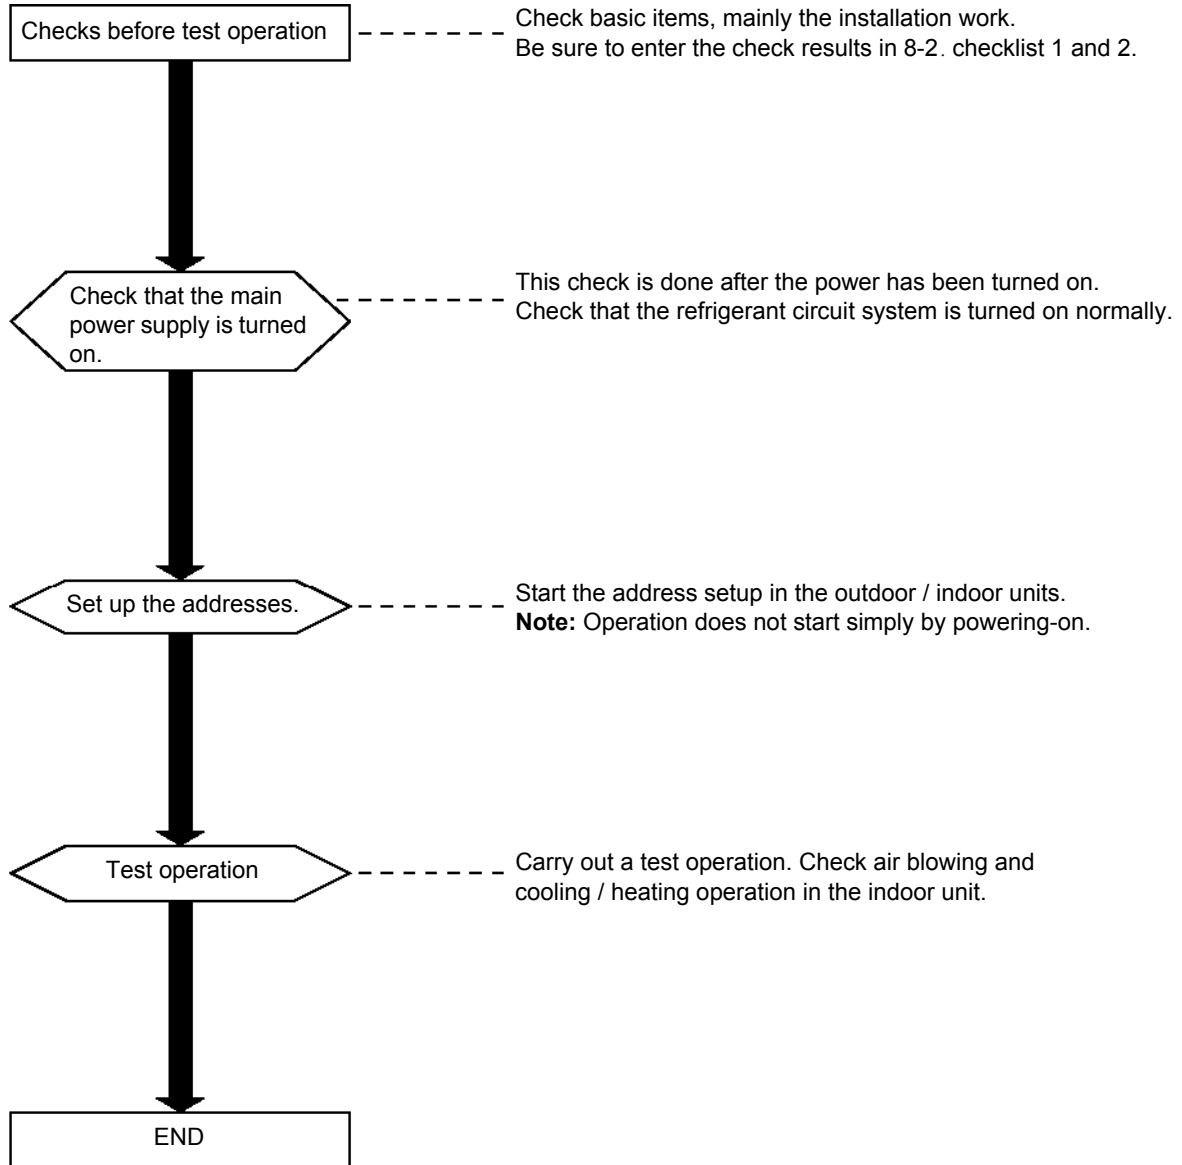 Checks before test operation
Check basic items, mainly the installation work.
Be sure to enter the check results in 8-2. checklist 1 and 2.
Check that the main
power supply is turned
on.
This check is done after the power has been turned on.
Check that the refrigerant circuit system is turned on normally.
Set up the addresses.
Start the address setup in the outdoor / indoor units.
Note: Operation does not start simply by powering-on.
Test operation
Carry out a test operation. Check air blowing and
cooling / heating operation in the indoor unit.
END